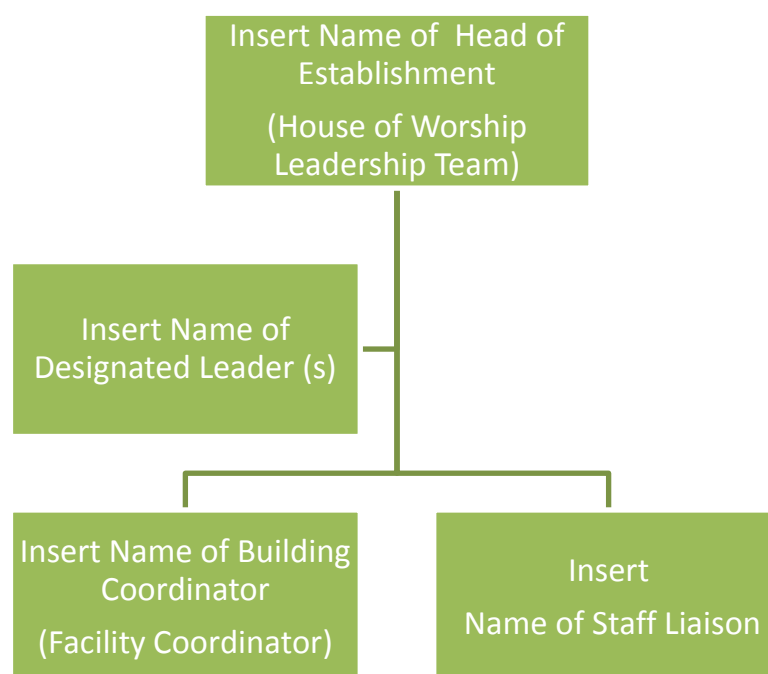 Insert Name of  Head of
Establishment
(House of Worship
Leadership Team)
Insert Name of
Designated Leader (s)
Insert Name of Building
Coordinator
(Facility Coordinator)
Insert
Name of Staff Liaison